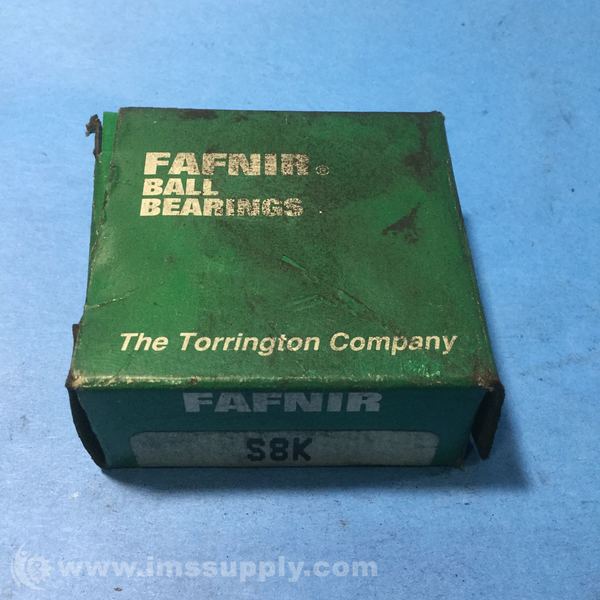 FAFNIR®
BALL
BEARINGS
The Torrington Company
FAFNIR
S8K
www.imssupply.com